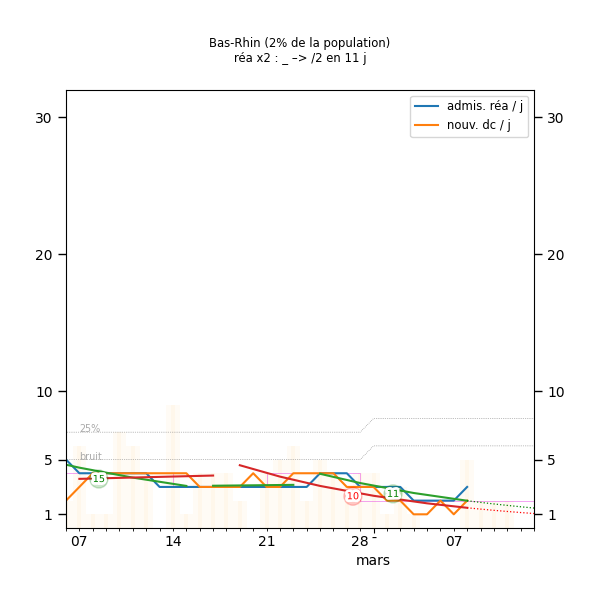 Bas-Rhin (2% de la population)
réa x2 : _ –> /2 en 11 j
admis. réa / j
nouv. dc / j
30 30
20 20
10 10
25%
bruit
5 5
15
10
11
1 1
07 14 21 28 - 07
mars